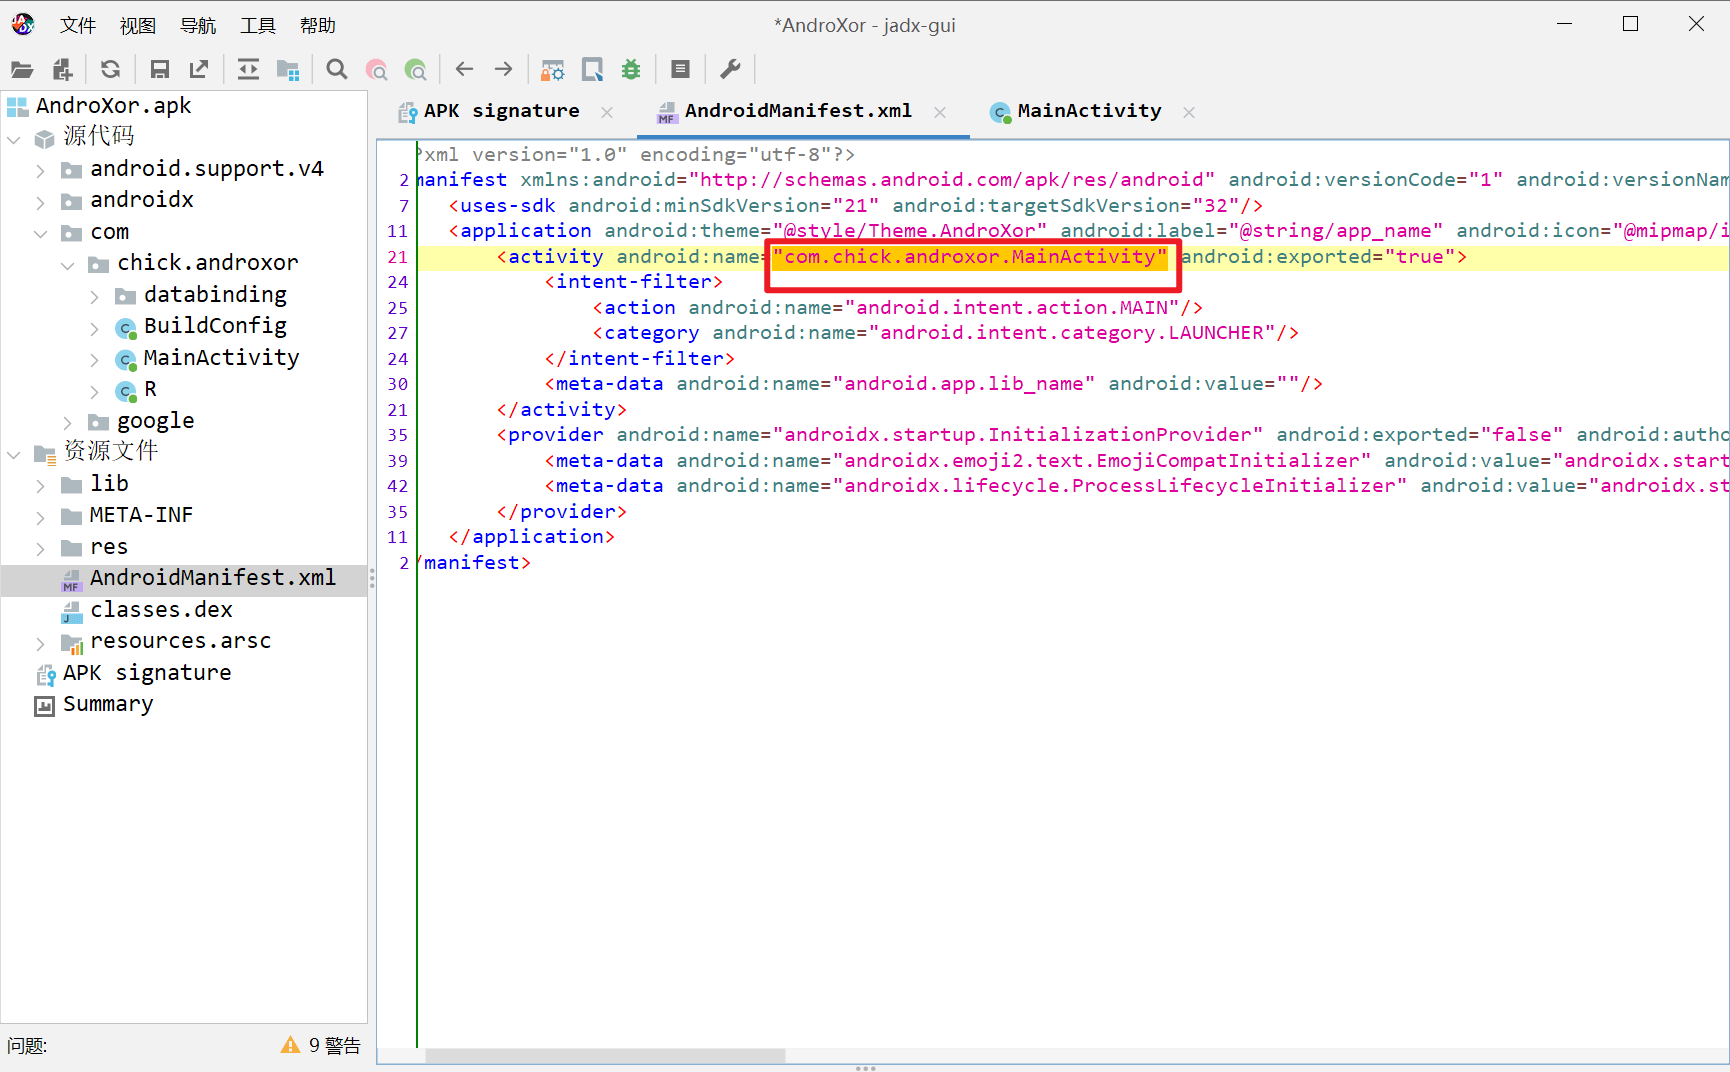 文件 视图 导航 工具 帮助
*AndroXor - jadx-gui
AndroXor.apk
源代码
android.support.v4
androidx
com
chick.androxor
databinding
BuildConfig
MainActivity
R
google
资源文件
lib
META-INF
res
AndroidManifest.xml
classes.dex
resources.arsc
APK signature
Summary
问题:
9 警告
APK signature
AndroidManifest.xml
MainActivity
?xml version="1.0" encoding="utf-8"?>
2 manifest xmlns:android="http://schemas.android.com/apk/res/android" android:versionCode="1" android:versionNam
7 <uses-sdk android:minSdkVersion="21" android:targetSdkVersion="32"/>
11 <application android:theme="@style/Theme.AndroXor" android:label="@string/app_name" android:icon="@mipmap/i
21 <activity android:name="com.chick.androxor.MainActivity" android:exported="true">
24 <intent-filter>
25 <action android:name="android.intent.action.MAIN"/>
27 <category android:name="android.intent.category.LAUNCHER"/>
24 </intent-filter>
30 <meta-data android:name="android.app.lib_name" android:value=""/>
21 </activity>
35 <provider android:name="androidx.startup.InitializationProvider" android:exported="false" android:autho
39 <meta-data android:name="androidx.emoji2.text.EmojiCompatInitializer" android:value="androidx.start
42 <meta-data android:name="androidx.lifecycle.ProcessLifecycleInitializer" android:value="androidx.st
35 </provider>
11 </application>
2 /manifest>